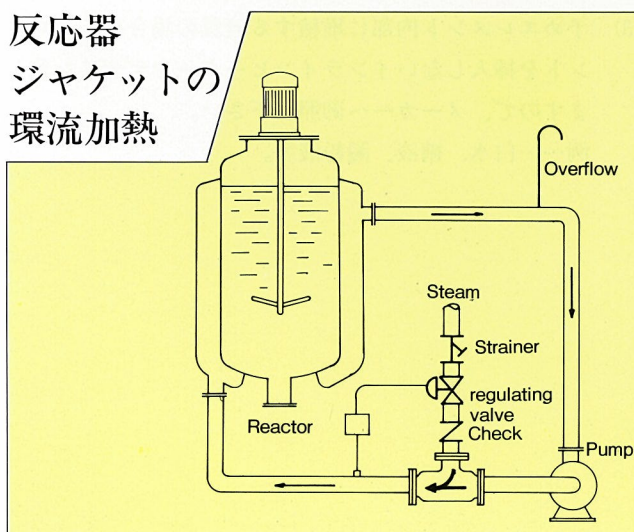 反応器
ジャケットの
環流加熱
Overflow
Steam
Strainer
regulating
valve
Check
Reactor
Pump